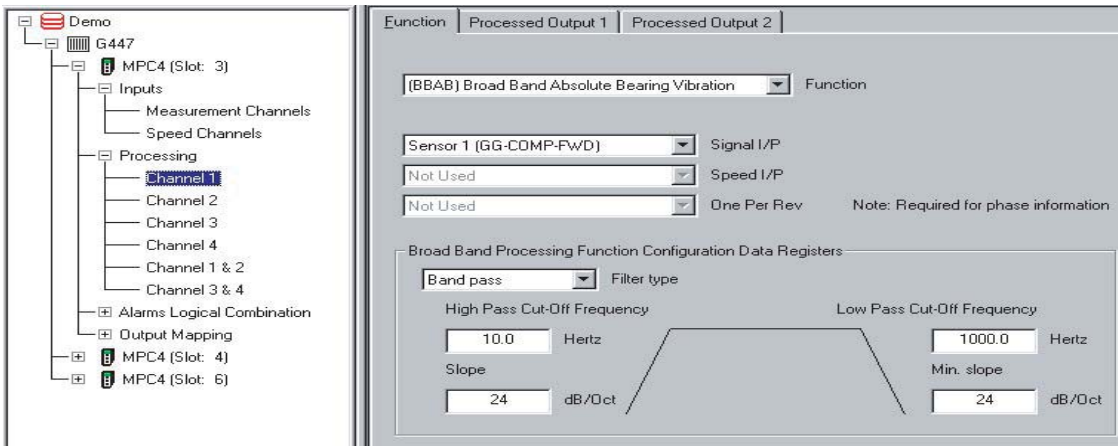 Demo
G447
MPC4 (Slot: 3)
Inputs
Measurement Channels
Speed Channels
Processing
Channel 1
Channel 2
Channel 3
Channel 4
Channel 1 & 2
Channel 3 & 4
Alarms Logical Combination
Output Mapping
MPC4 (Slot: 4)
MPC4 (Slot: 6)
Function Processed Output 1 Processed Output 2
(BBAB) Broad Band Absolute Bearing Vibration Function
Sensor 1 (GG-COMP-FWD) Signal I/P
Not Used Speed I/P
Not Used One Per Rev Note: Required for phase information
Broad Band Processing Function Configuration Data Registers
Band pass Filter type
High Pass Cut-Off Frequency Low Pass Cut-Off Frequency
10.0 Hertz 1000.0 Hertz
Slope Min. slope
24 dB/Oct 24 dB/Oct